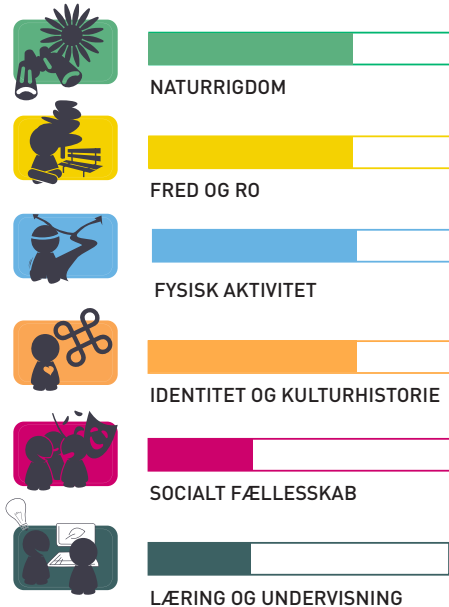 NATURRIGDOM
FRED OG RO
FYSISK AKTIVITET
IDENTITET OG KULTURHISTORIE
SOCIALT FÆLLESSKAB
LÆRING OG UNDERVISNING